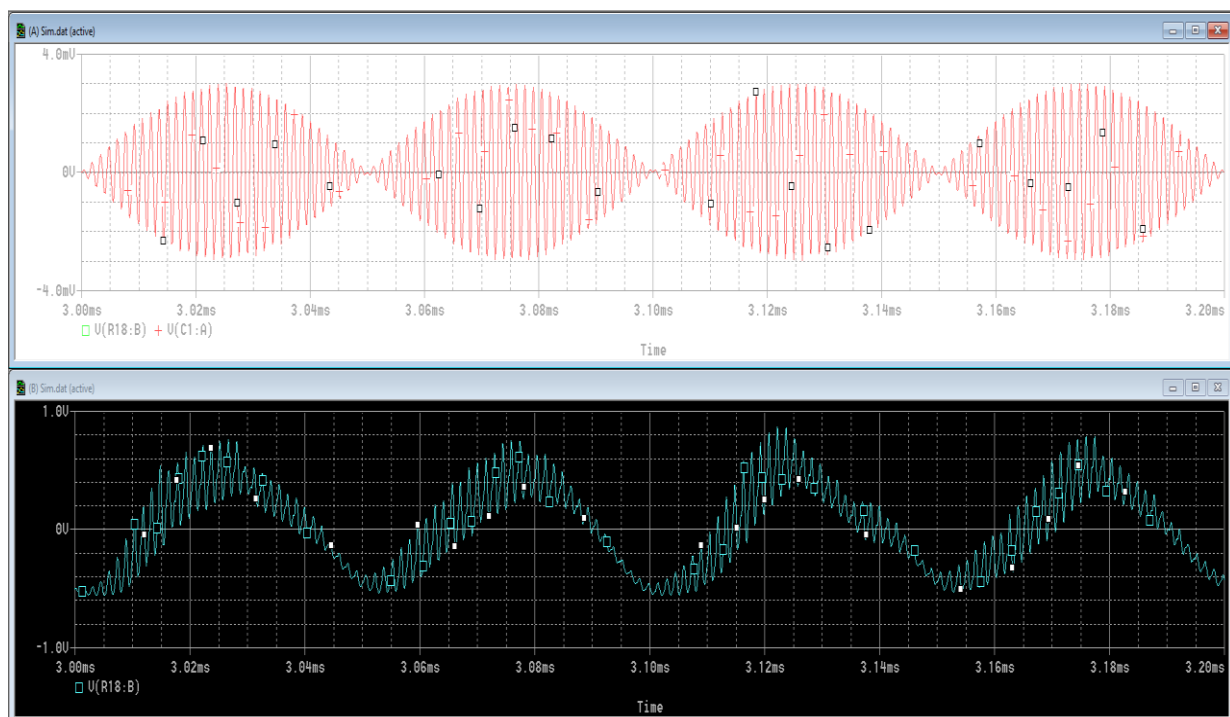 (A) Sim.dat (active)
4.0mV
0V
-4.0mV
3.00ms 3.02ms 3.04ms 3.06ms 3.08ms 3.10ms 3.12ms 3.14ms 3.16ms 3.18ms 3.20ms
V(R18:B) V(C1:A)
Time
(B) Sim.dat (active)
1.0V
0V
-1.0V
3.00ms 3.02ms 3.04ms 3.06ms 3.08ms 3.10ms 3.12ms 3.14ms 3.16ms 3.18ms 3.20ms
V(R18:B)
Time